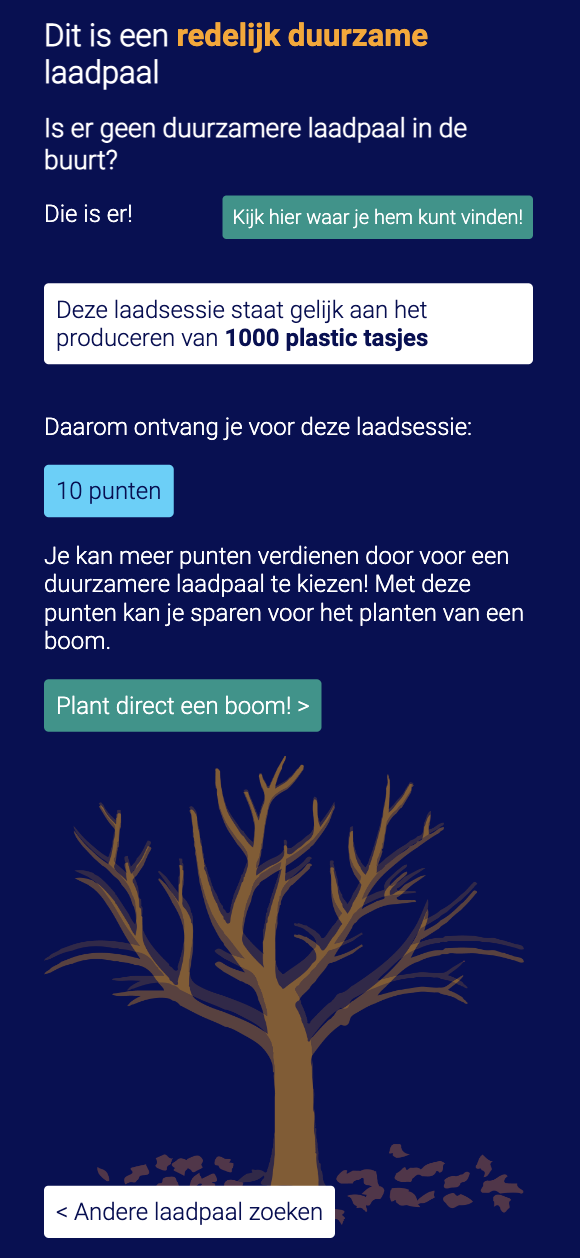 Dit is een redelijk duurzame
laadpaal
Is er geen duurzamere laadpaal in de
buurt?
Die is er!
Kijk hier waar je hem kunt vinden!
Deze laadsessie staat gelijk aan het
produceren van 1000 plastic tasjes
Daarom ontvang je voor deze laadsessie:
10 punten
Je kan meer punten verdienen door voor een
duurzamere laadpaal te kiezen! Met deze
punten kan je sparen voor het planten van een
boom.
Plant direct een boom! >
< Andere laadpaal zoeken